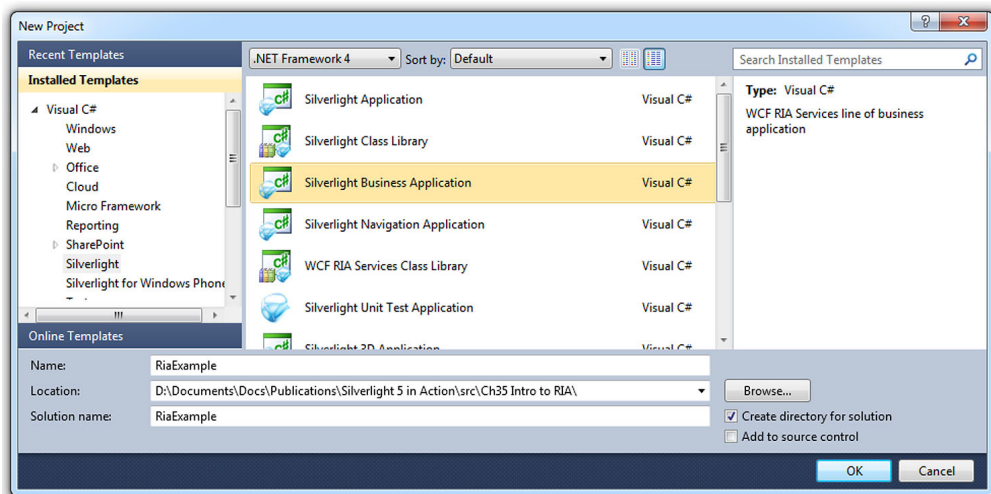 New Project
Recent Templates
Installed Templates
Visual C#
Windows
Web
Office
Cloud
Micro Framework
Reporting
SharePoint
Silverlight
Silverlight for Windows Phone
Online Templates
.NET Framework 4 Sort by: Default
Silverlight Application Visual C#
Silverlight Class Library Visual C#
Silverlight Business Application Visual C#
Silverlight Navigation Application Visual C#
WCF RIA Services Class Library Visual C#
Silverlight Unit Test Application Visual C#
Silverlight 3D Application Visual C#
Search Installed Templates
Type: Visual C#
WCF RIA Services line of business
application
Name: RiaExample
Location: D:\Documents\Docs\Publications\Silverlight 5 in Action\src\Ch35 Intro to RIA\ Browse...
Solution name: RiaExample
Create directory for solution
Add to source control
OK Cancel